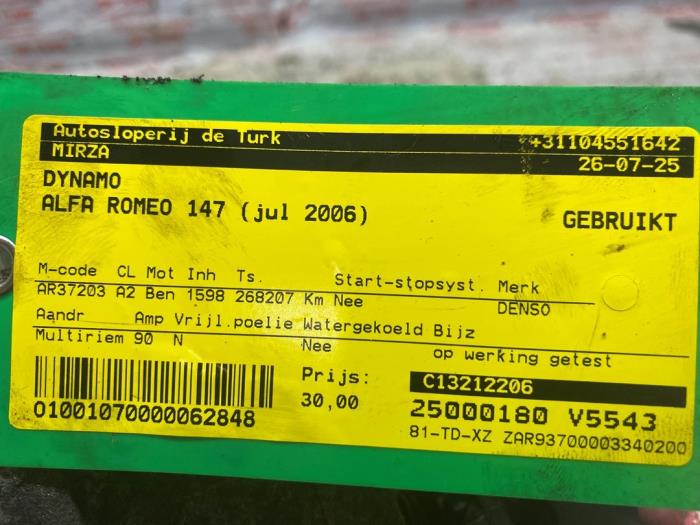 Autosloperij de Turk +31104551642
MIRZA 26-07-25
DYNAMO
ALFA ROMEO 147 (jul 2006) GEBRUIKT
M-code CL Mot Inh Ts. Start-stopsyst. Merk
AR37203 A2 Ben 1598 268207 Km Nee DENSO
Aandr Amp Vrijl.poelie Watergekoeld Bijz
Multiriem 90 N Nee op werking getest
Prijs: C13212206
30,00 25000180 V5543
01001070000062848 81-TD-XZ ZAR93700003340200